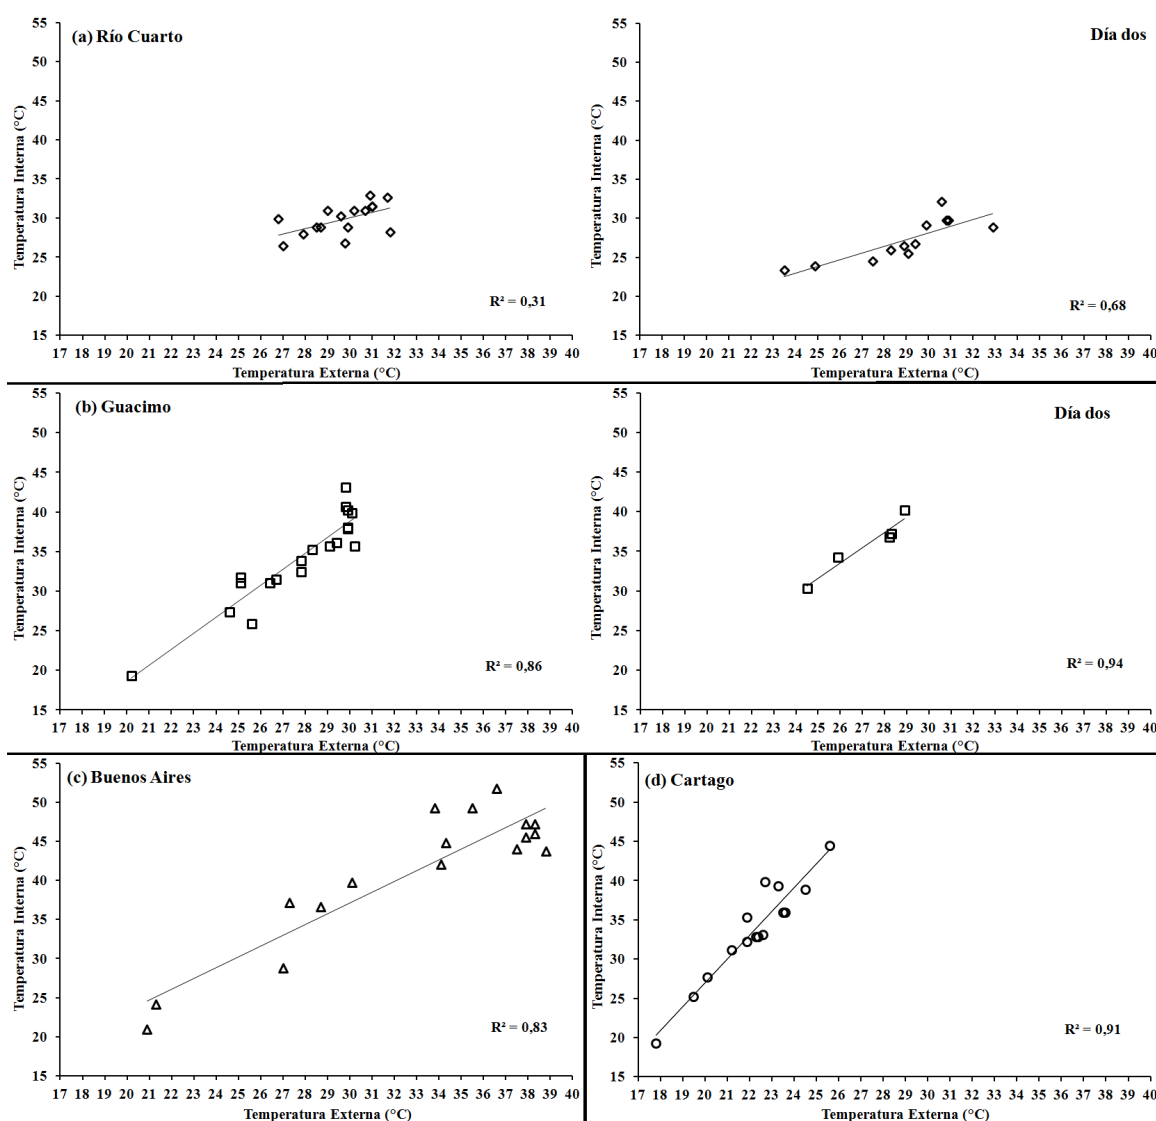 (a) Río Cuarto
Temperatura Interna (°C)
55
50
45
40
35
30
25
20
15
R² = 0,31
17 18 19 20 21 22 23 24 25 26 27 28 29 30 31 32 33 34 35 36 37 38 39 40
Temperatura Externa (°C)
Día dos
Temperatura Interna (°C)
55
50
45
40
35
30
25
20
15
R² = 0,68
17 18 19 20 21 22 23 24 25 26 27 28 29 30 31 32 33 34 35 36 37 38 39 40
Temperatura Externa (°C)
(b) Guacimo
Temperatura Interna (°C)
55
50
45
40
35
30
25
20
15
R² = 0,86
17 18 19 20 21 22 23 24 25 26 27 28 29 30 31 32 33 34 35 36 37 38 39 40
Temperatura Externa (°C)
Día dos
Temperatura Interna (°C)
55
50
45
40
35
30
25
20
15
R² = 0,94
17 18 19 20 21 22 23 24 25 26 27 28 29 30 31 32 33 34 35 36 37 38 39 40
Temperatura Externa (°C)
(c) Buenos Aires
Temperatura Interna (°C)
55
50
45
40
35
30
25
20
15
R² = 0,83
17 18 19 20 21 22 23 24 25 26 27 28 29 30 31 32 33 34 35 36 37 38 39 40
Temperatura Externa (°C)
(d) Cartago
Temperatura Interna (°C)
55
50
45
40
35
30
25
20
15
R² = 0,91
17 18 19 20 21 22 23 24 25 26 27 28 29 30 31 32 33 34 35 36 37 38 39 40
Temperatura Externa (°C)